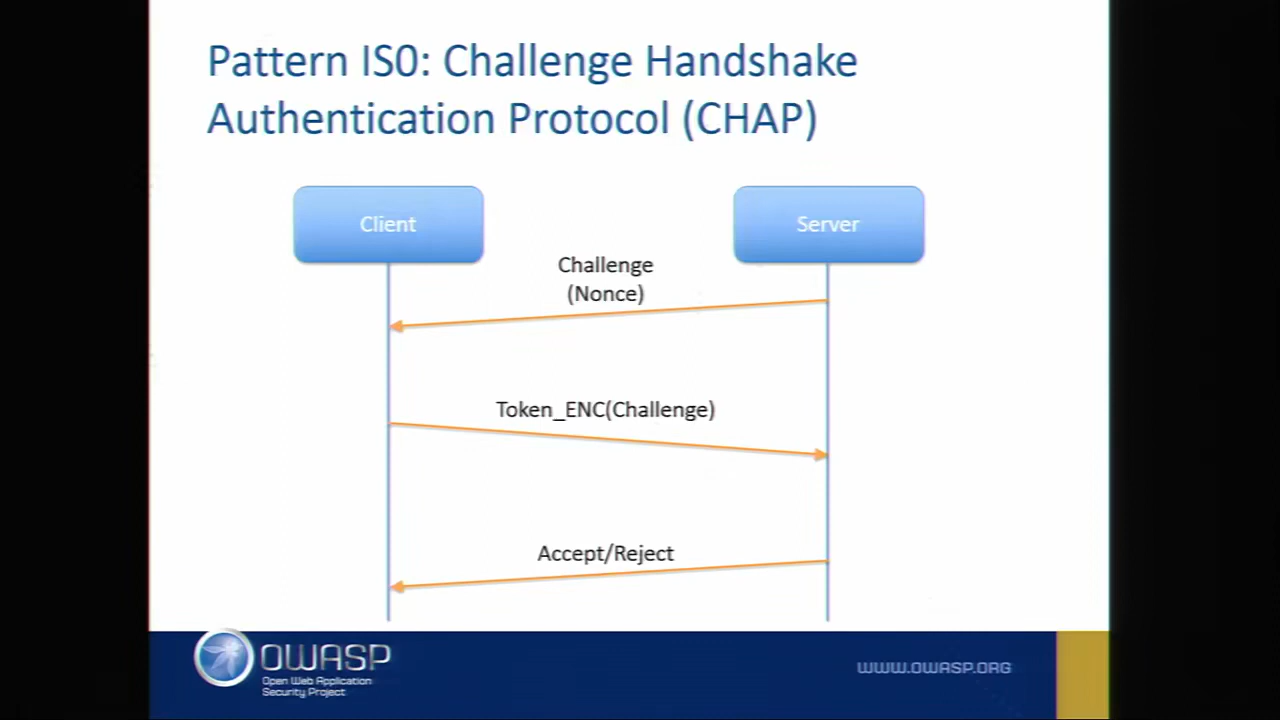 Pattern IS0: Challenge Handshake
Authentication Protocol (CHAP)
Client
Server
Challenge
(Nonce)
Token_ENC(Challenge)
Accept/Reject
OWASP
Open Web Application
Security Project
WWW.OWASP.ORG